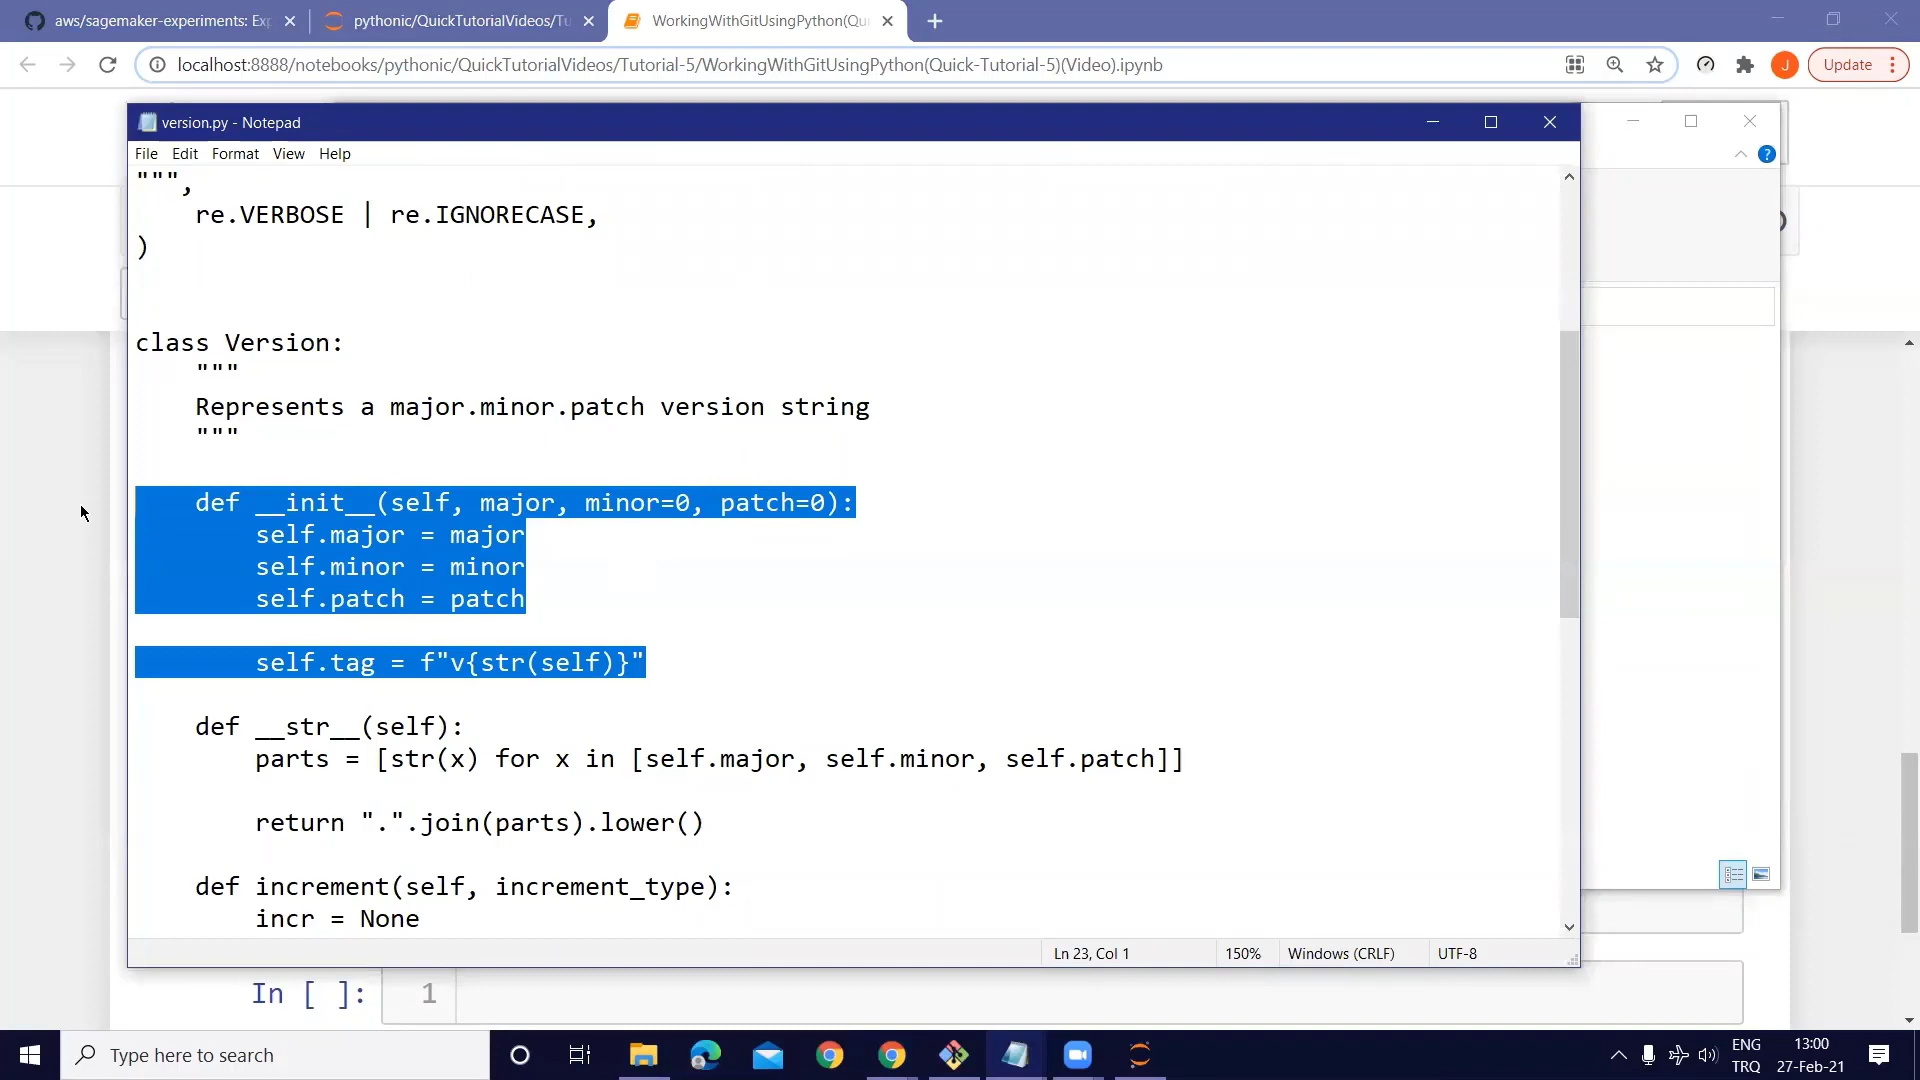 aws/sagemaker-experiments: Exp
pythonic/QuickTutorialVideos/Tu
WorkingWithGitUsingPython(Qui
localhost:8888/notebooks/pythonic/QuickTutorialVideos/Tutorial-5/WorkingWithGitUsingPython(Quick-Tutorial-5)(Video).ipynb
J
Update
version.py - Notepad
File Edit Format View Help
?
""",
re.VERBOSE | re.IGNORECASE,
)
class Version:
"""
Represents a major.minor.patch version string
"""
def __init__(self, major, minor=0, patch=0):
self.major = major
self.minor = minor
self.patch = patch
self.tag = f"v{str(self)}"
def __str__(self):
parts = [str(x) for x in [self.major, self.minor, self.patch]]
return ".".join(parts).lower()
def increment(self, increment_type):
incr = None
Ln 23, Col 1 150% Windows (CRLF) UTF-8
In [ ]: 1
Type here to search
ENG
TRQ
13:00
27-Feb-21